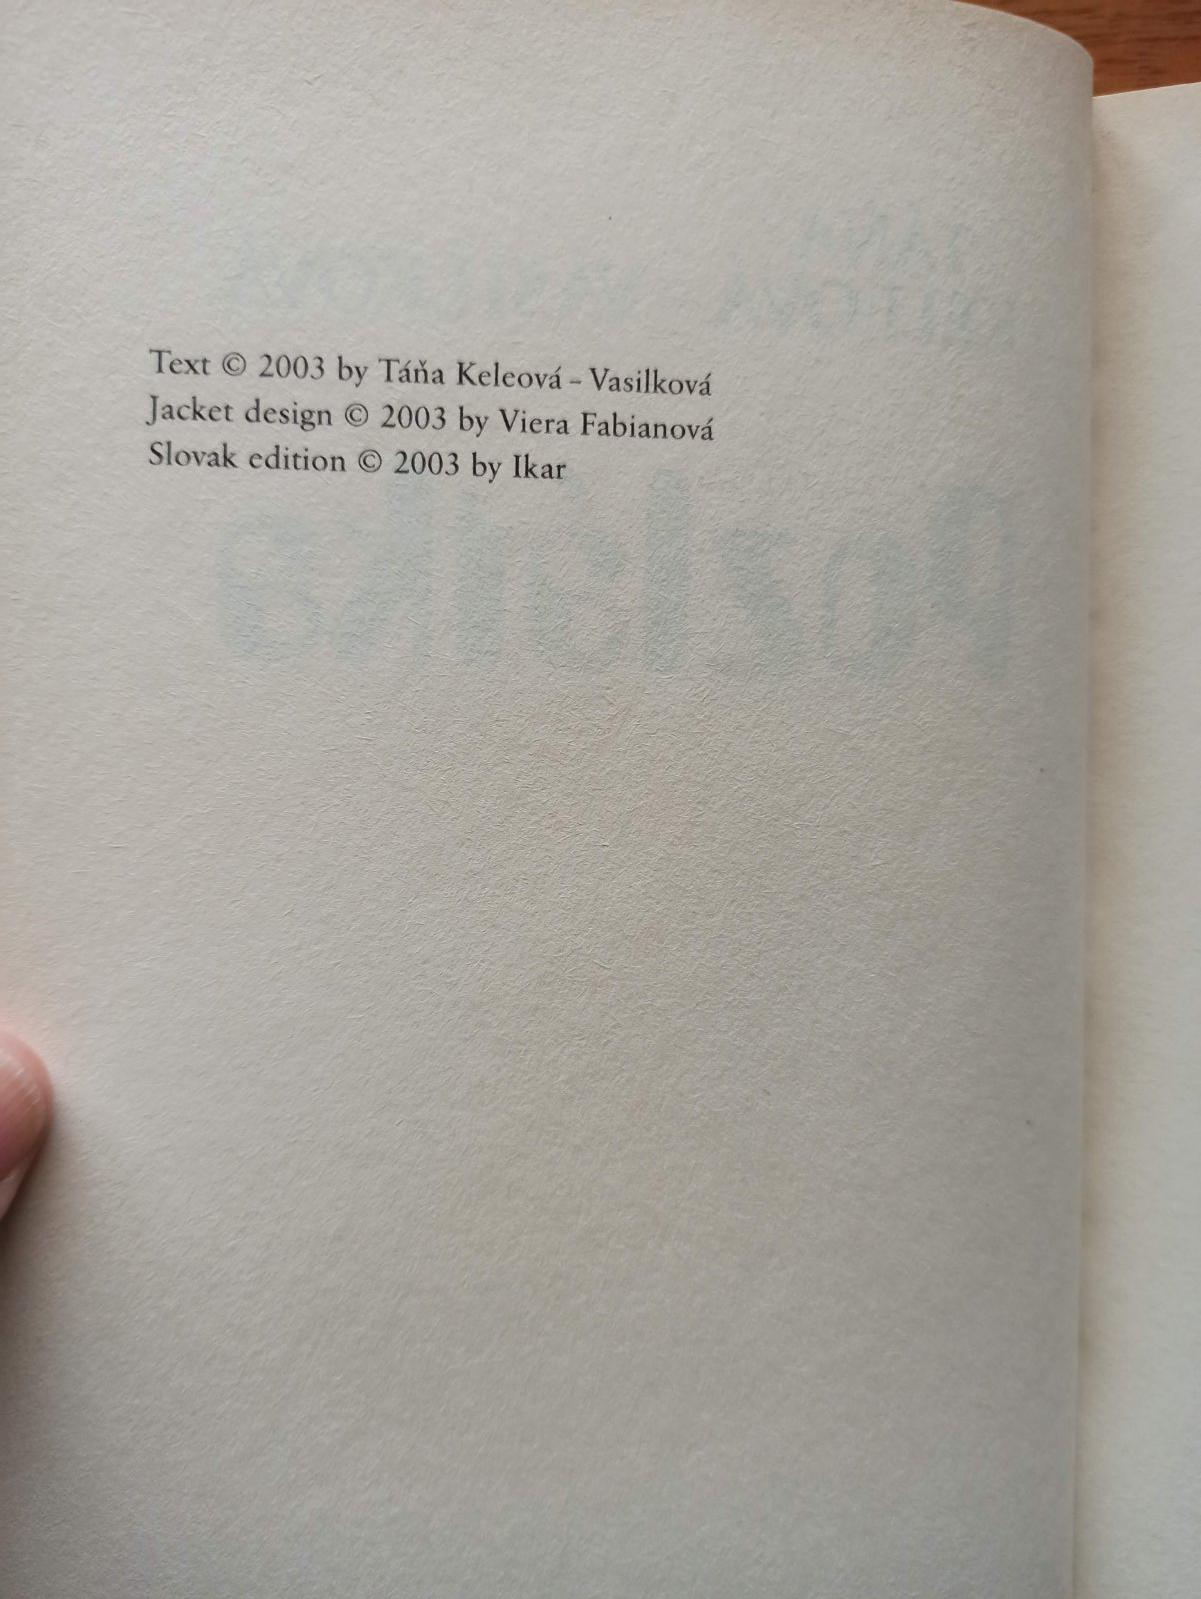 Text © 2003 by Táňa Keleová - Vasilková
Jacket design © 2003 by Viera Fabianová
Slovak edition © 2003 by Ikar